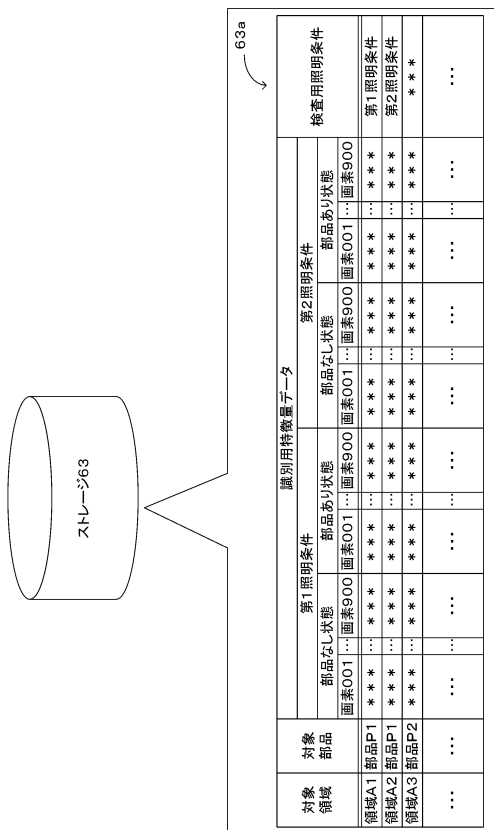 ストレージ63
63a
対象領域 対象部品 識別用特徴量データ 検査用照明条件
第1照明条件 第2照明条件
部品なし状態 部品あり状態 部品なし状態 部品あり状態
画素001 … 画素900 画素001 … 画素900 画素001 … 画素900 画素001 … 画素900
領域A1 部品P1 *** … *** *** … *** *** … *** *** … *** 第1照明条件
領域A2 部品P1 *** … *** *** … *** *** … *** *** … *** 第2照明条件
領域A3 部品P2 *** … *** *** … *** *** … *** *** … *** ***
… … … … … … … … … … … … … … …